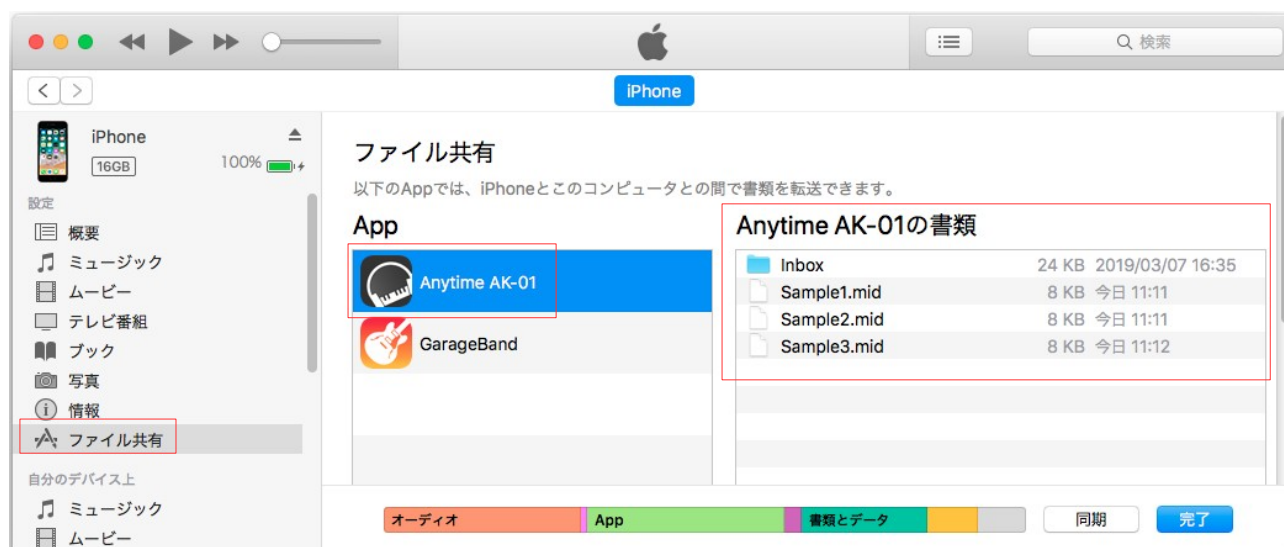 検索
iPhone
iPhone
16GB
100%
設定
概要
ミュージック
ムービー
テレビ番組
ブック
写真
情報
ファイル共有
自分のデバイス上
ミュージック
ムービー
ファイル共有
以下のAppでは、iPhoneとこのコンピュータとの間で書類を転送できます。
App
Anytime AK-01
GarageBand
Anytime AK-01の書類
Inbox 24 KB 2019/03/07 16:35
Sample1.mid 8 KB 今日 11:11
Sample2.mid 8 KB 今日 11:11
Sample3.mid 8 KB 今日 11:12
オーディオ App 書類とデータ 同期 完了